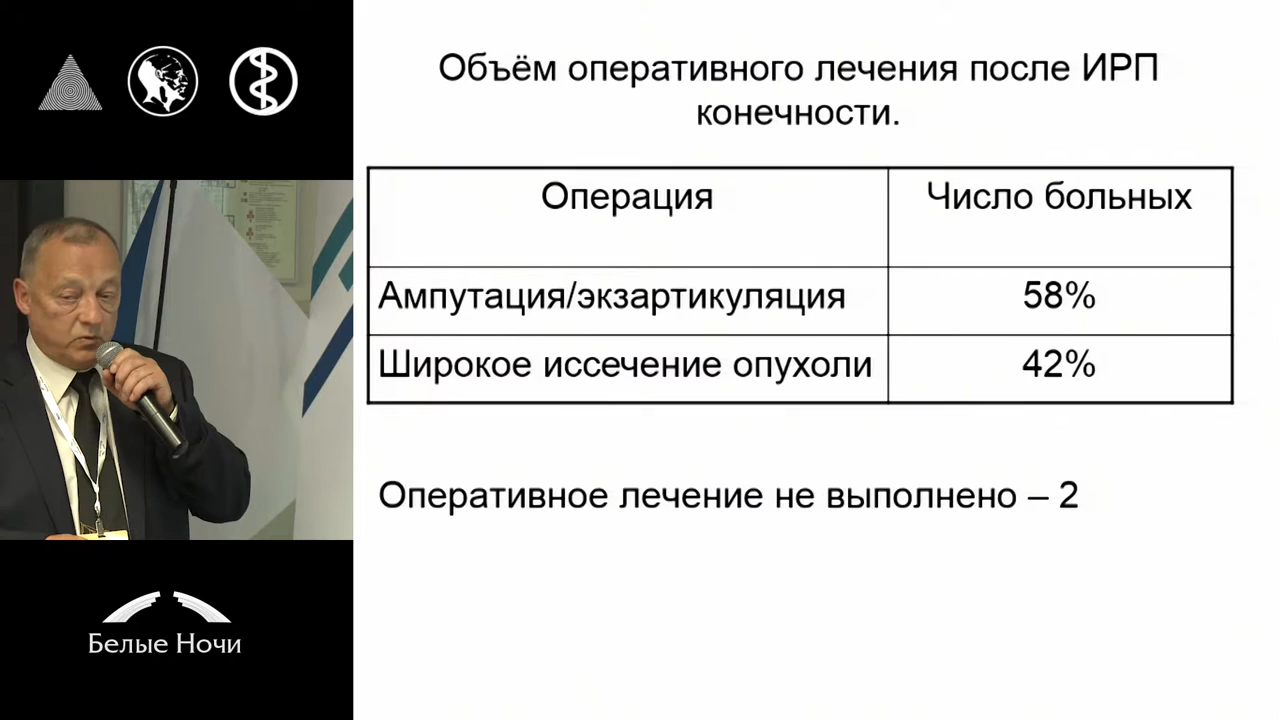 Объём оперативного лечения после ИРП
конечности.
Операция
Число больных
Ампутация/экзартикуляция
58%
Широкое иссечение опухоли
42%
Оперативное лечение не выполнено – 2
Белые Ночи